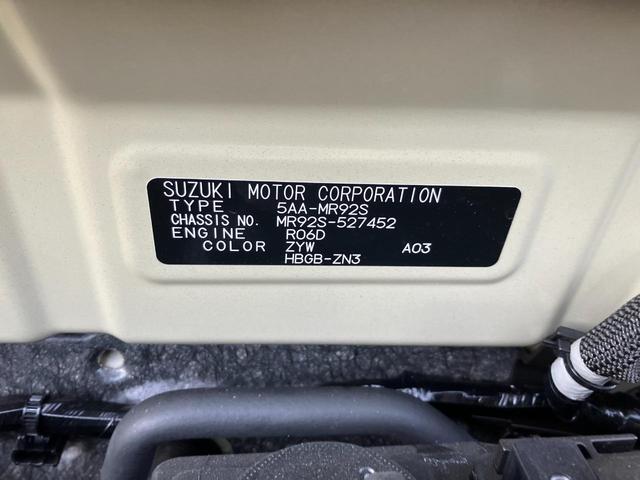 SUZUKI MOTOR CORPORATION
TYPE 5AA-MR92S
CHASSIS NO. MR92S-527452
ENGINE R06D
COLOR ZYW A03
HBGB-ZN3